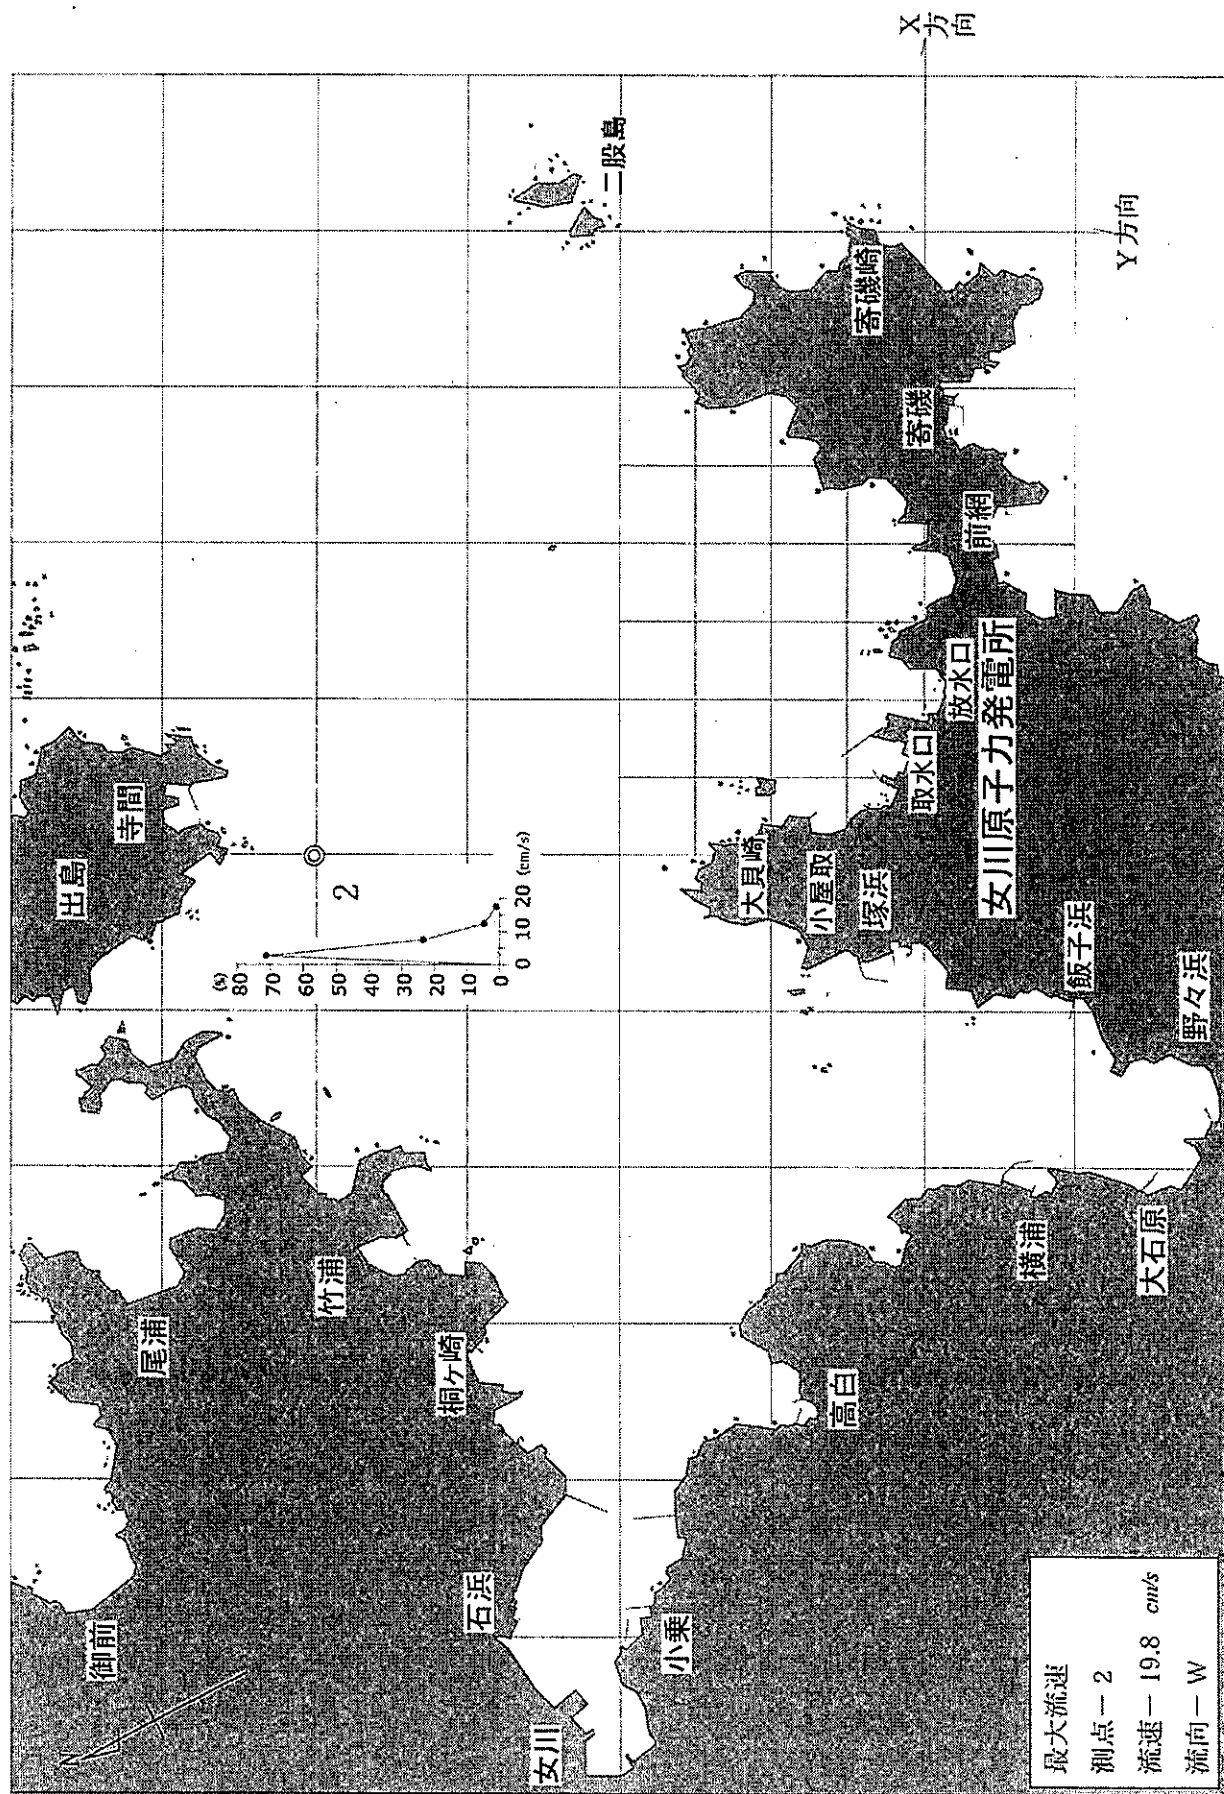 出島
寺間
御前
尾浦
竹浦
桐ヶ崎
石浜
女川
小乗
高白
横浦
大石原
野々浜
飯子浜
塚浜
小屋取
大貝崎
取水口
放水口
女川原子力発電所
前網
寄磯
寄磯崎
二股島
X方向
Y方向
2
(%)
80
70
60
50
40
30
20
10
0
0 10 20 (cm/s)
最大流速
測点－2
流速－19.8 cm/s
流向－W